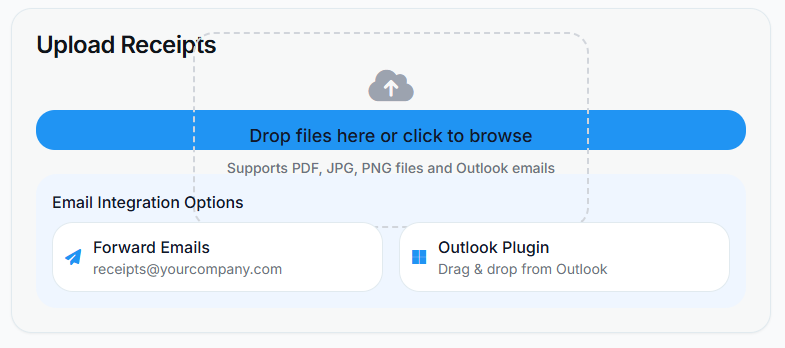 Upload Receipts
Drop files here or click to browse
Supports PDF, JPG, PNG files and Outlook emails
Email Integration Options
Forward Emails
receipts@yourcompany.com
Outlook Plugin
Drag & drop from Outlook